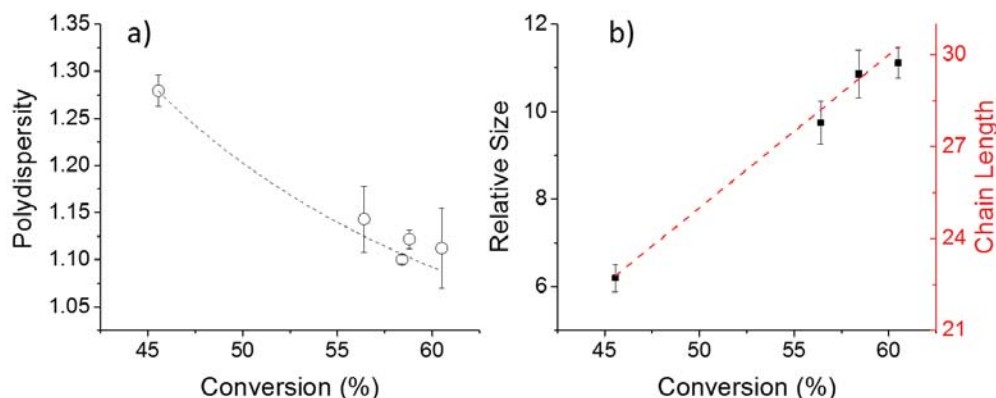 a)
1.35
1.30
1.25
1.20
1.15
1.10
1.05
Polydispersity
45 50 55 60
Conversion (%)
b)
12
10
8
6
Relative Size
30
27
24
21
Chain Length
45 50 55 60
Conversion (%)